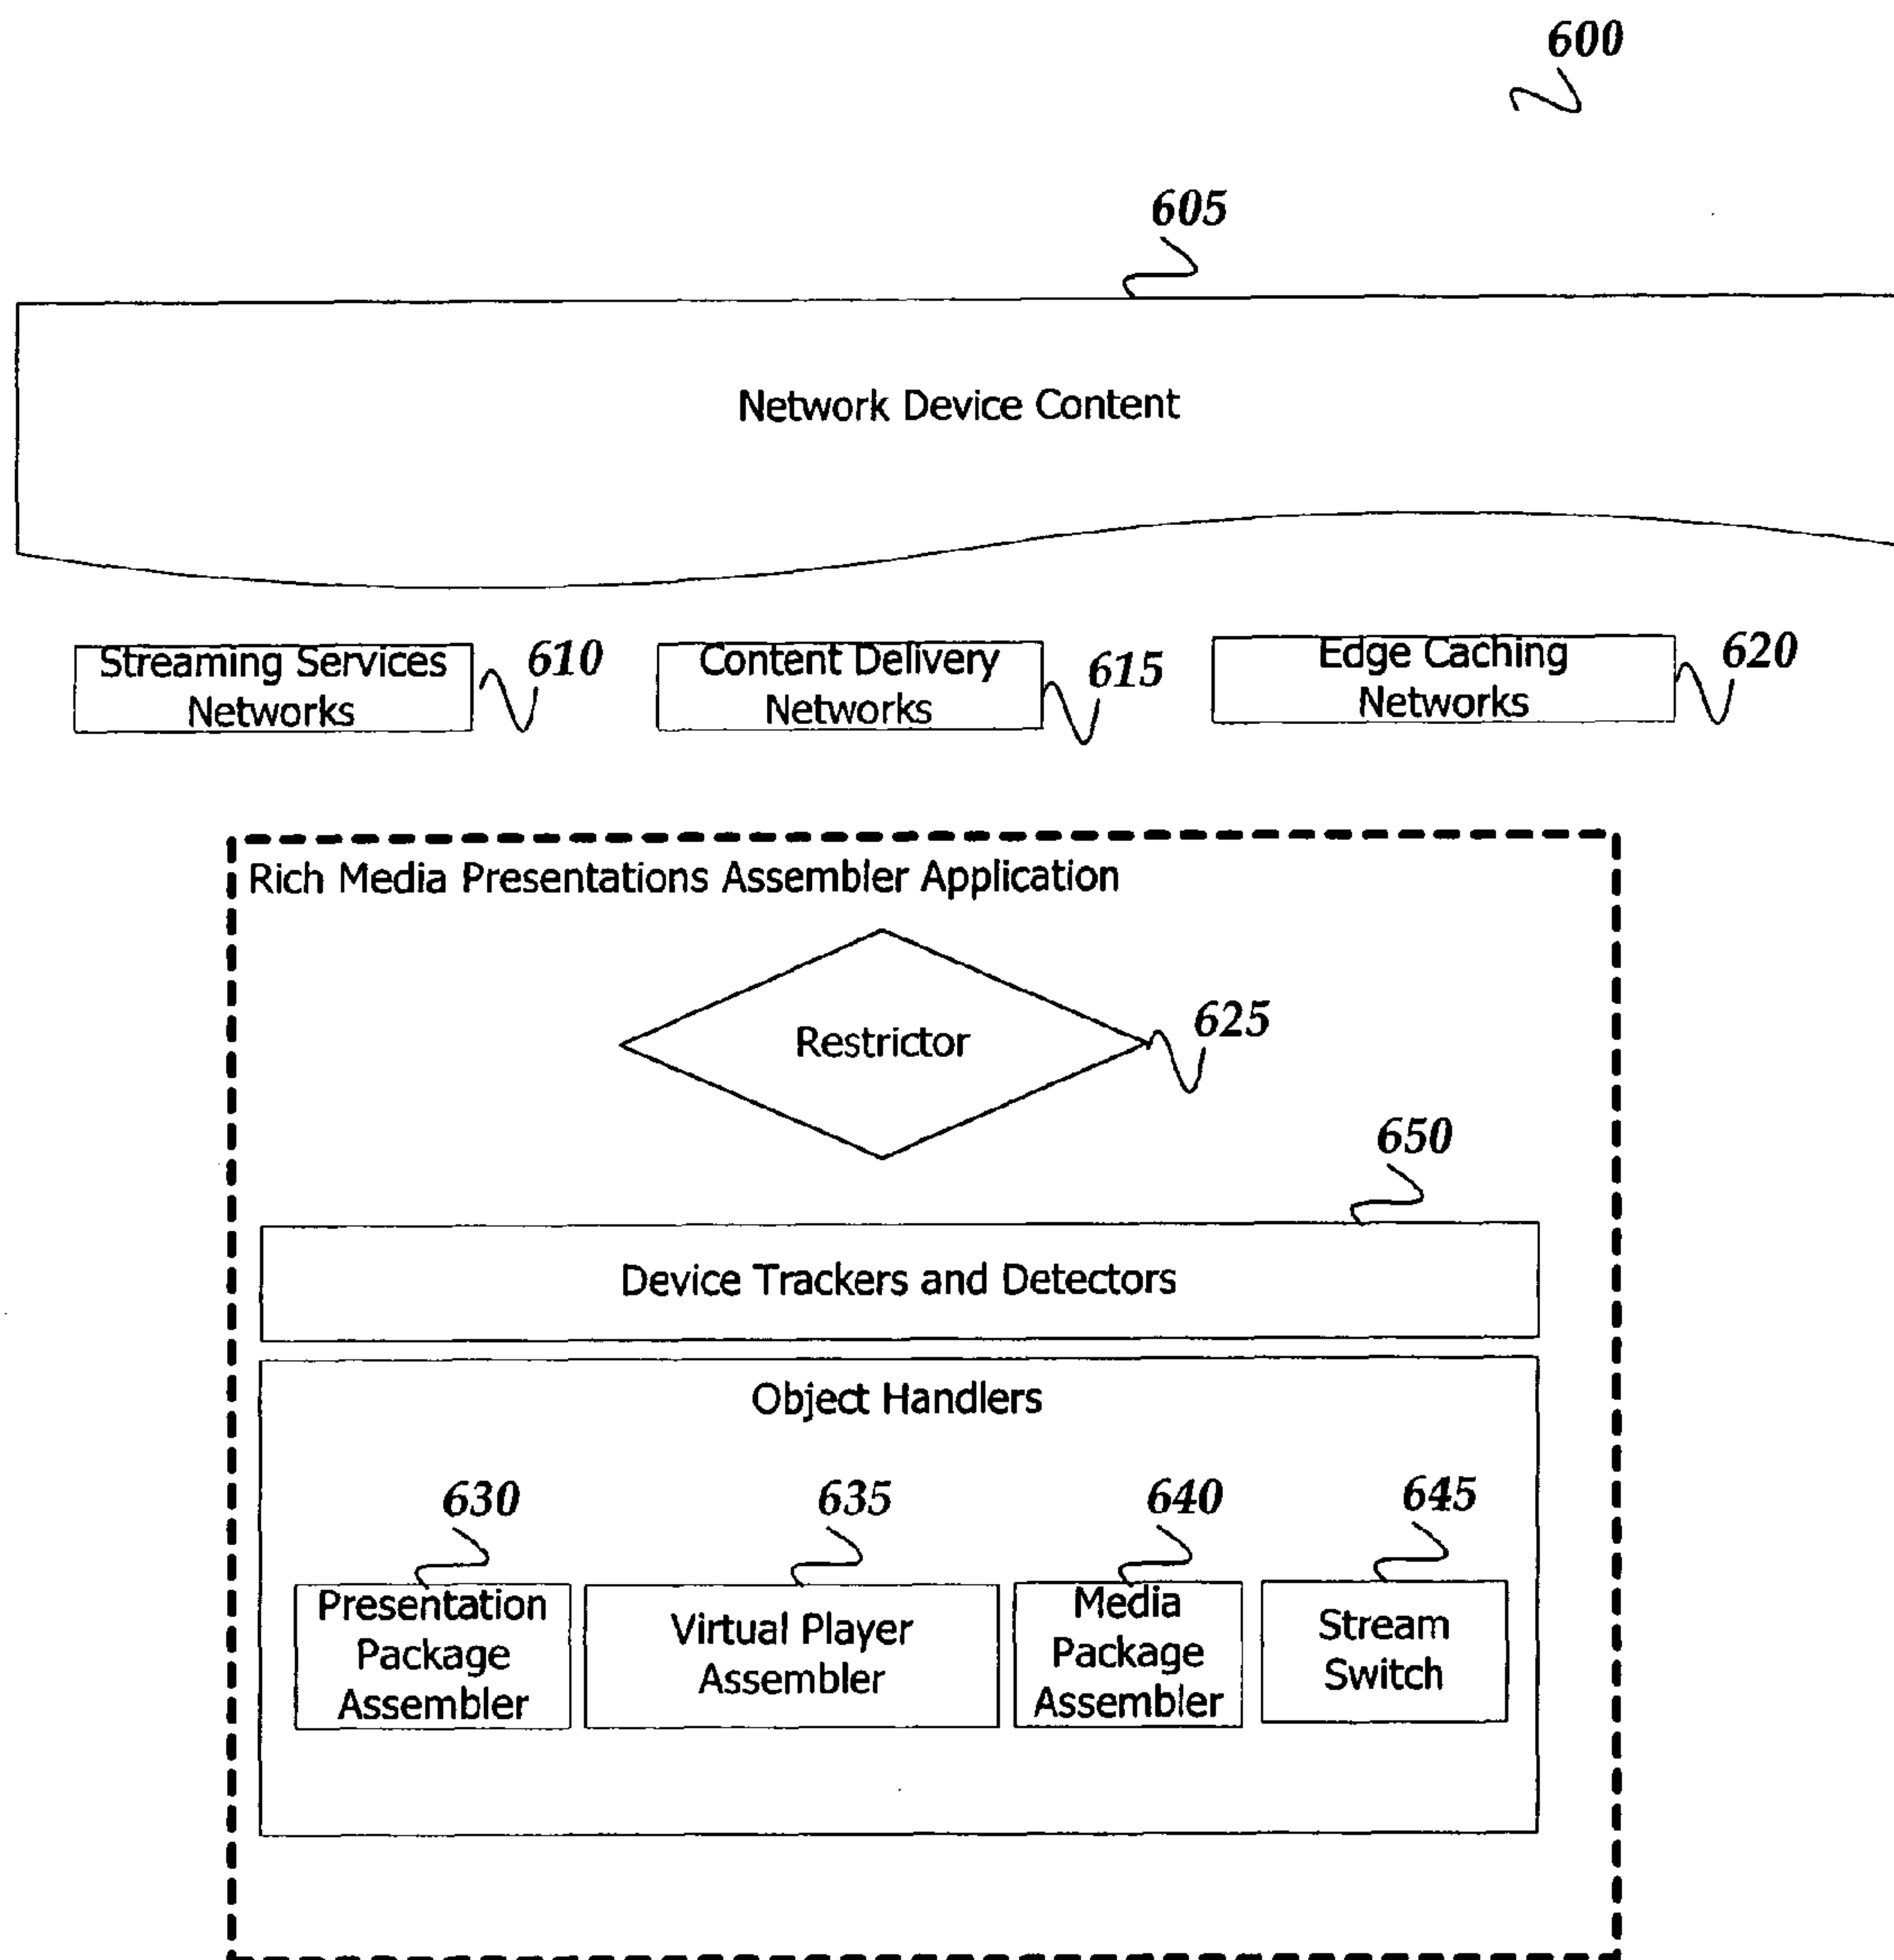 600
605
Network Device Content
Streaming Services
Networks
610
Content Delivery
Networks
615
Edge Caching
Networks
620
Rich Media Presentations Assembler Application
Restrictor
625
650
Device Trackers and Detectors
Object Handlers
630
635
640
645
Presentation
Package
Assembler
Virtual Player
Assembler
Media
Package
Assembler
Stream
Switch